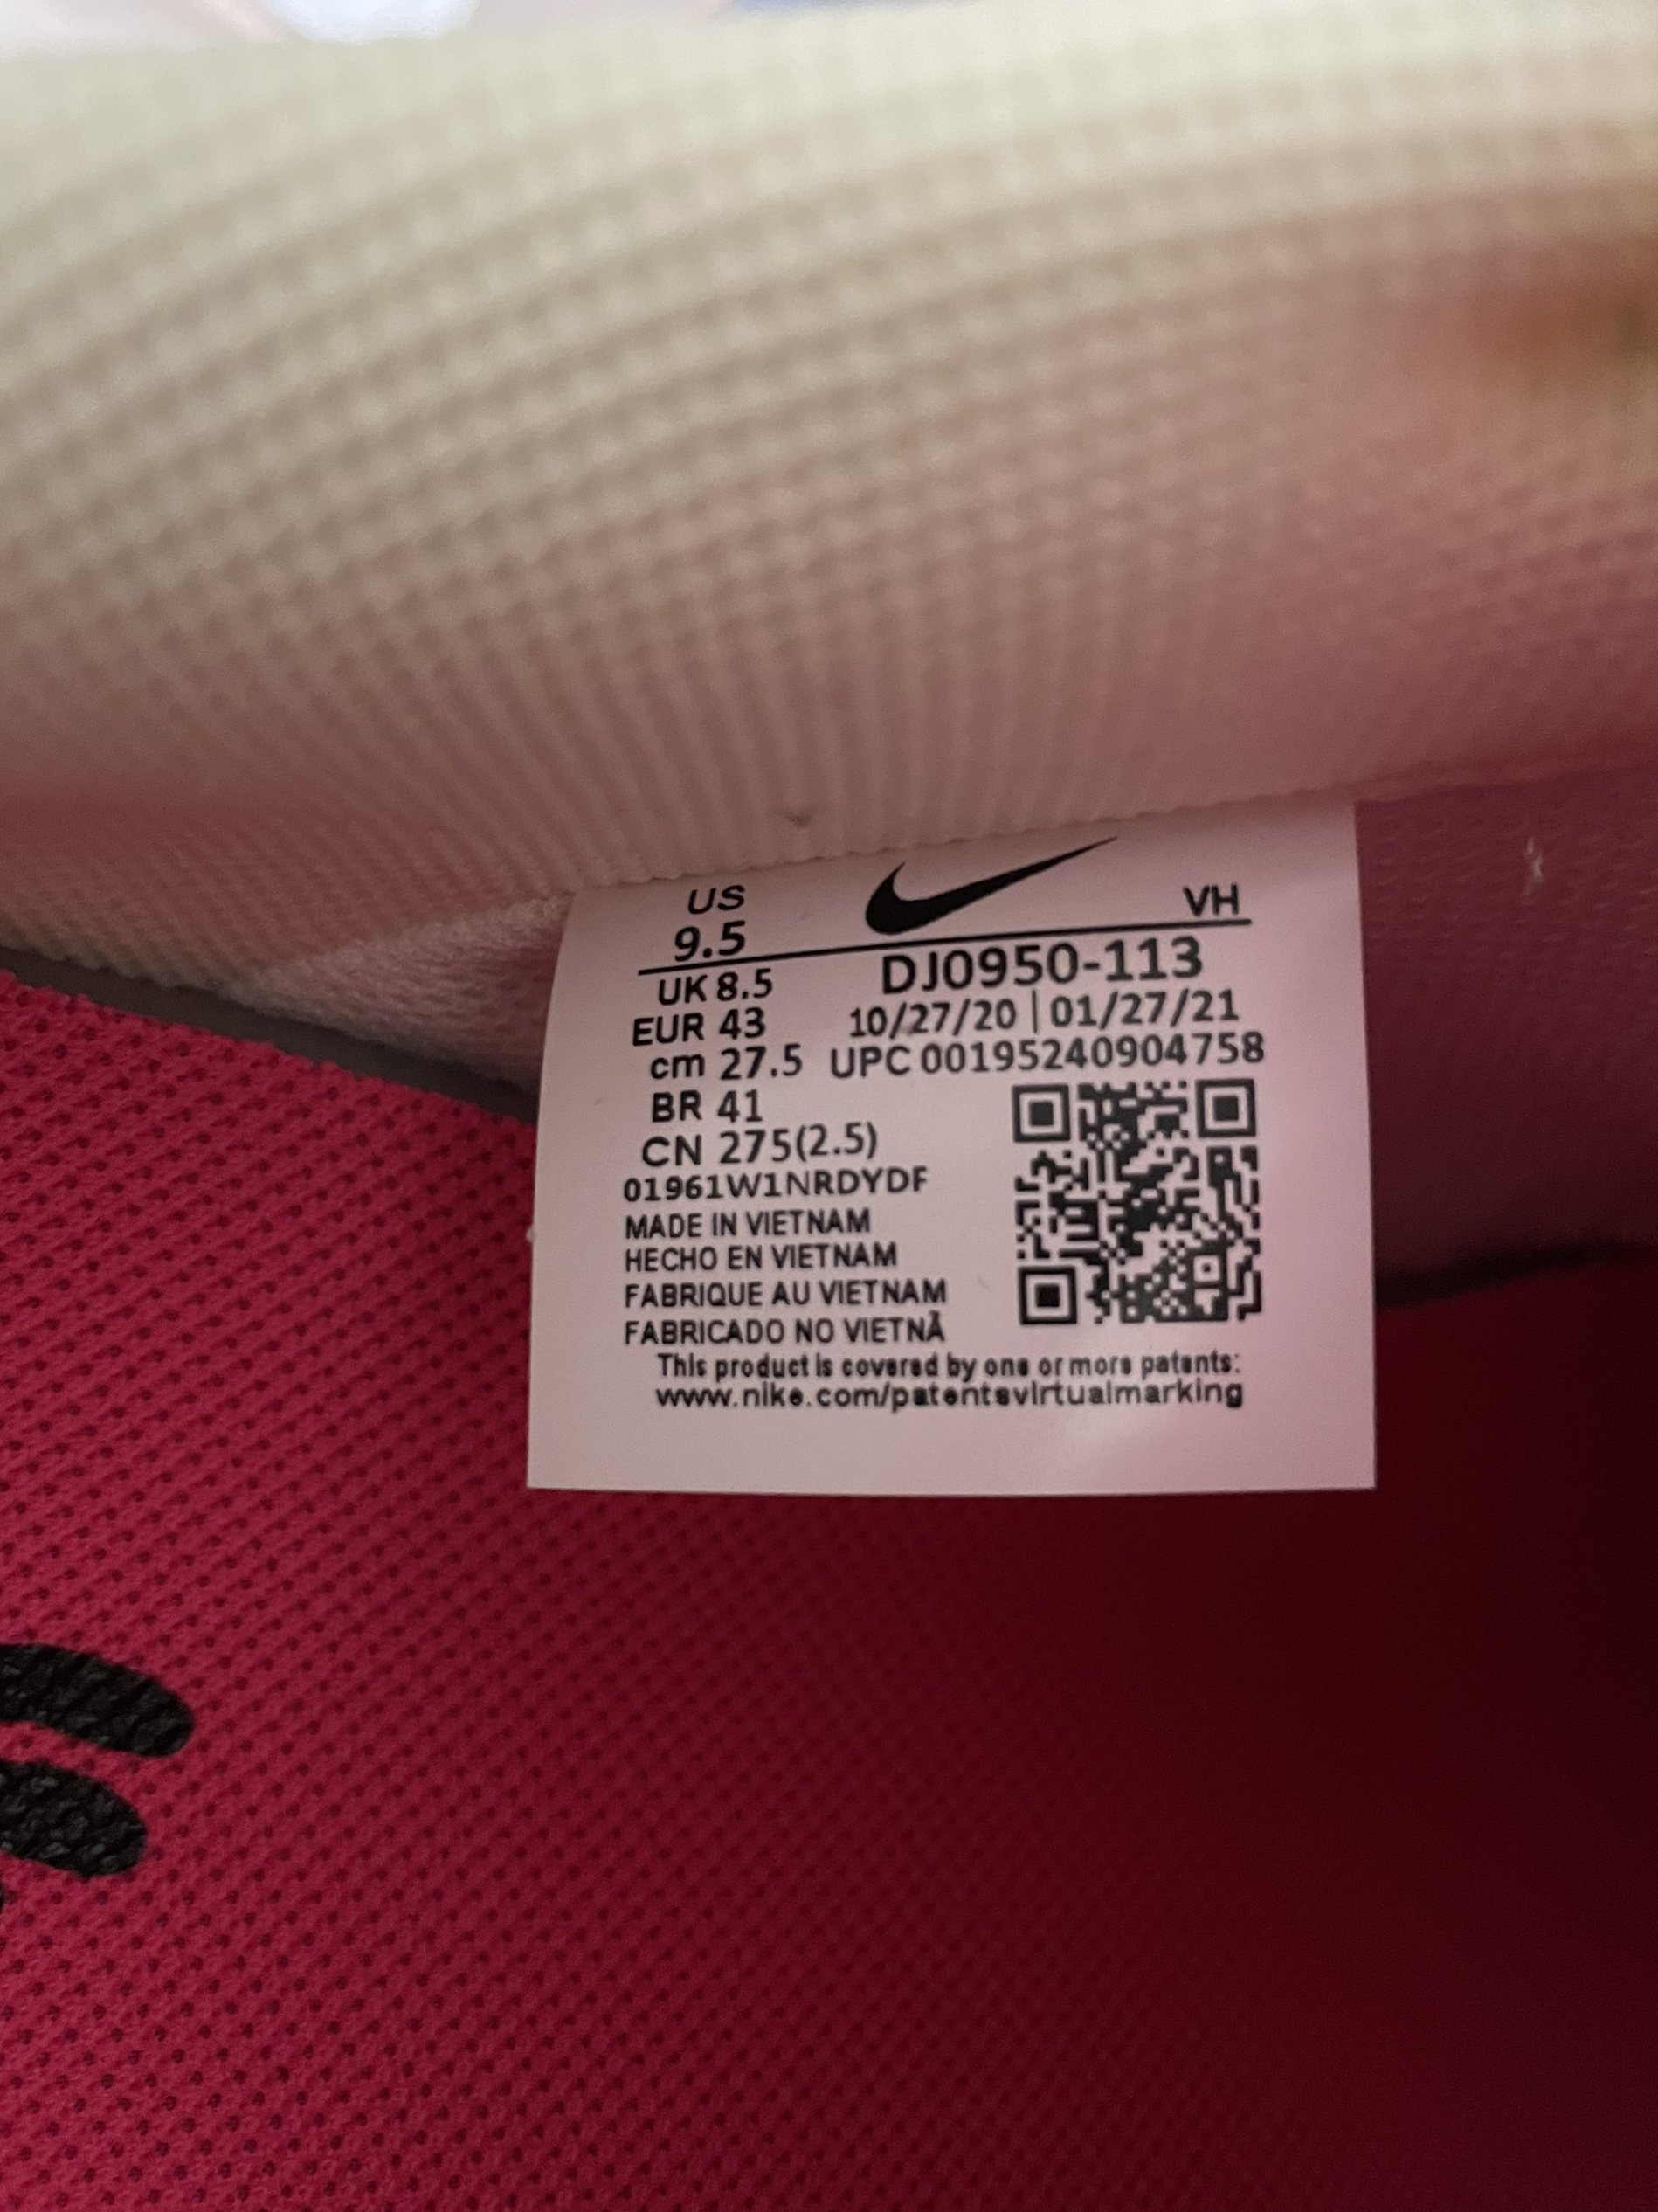 US
9.5
VH
UK 8.5
DJ0950-113
EUR 43
10/27/20 | 01/27/21
cm 27.5
UPC 00195240904758
BR 41
CN 275(2.5)
01961W1NRDYDF
MADE IN VIETNAM
HECHO EN VIETNAM
FABRIQUE AU VIETNAM
FABRICADO NO VIETNÃ
This product is covered by one or more patents:
www.nike.com/patentsvirtualmarking